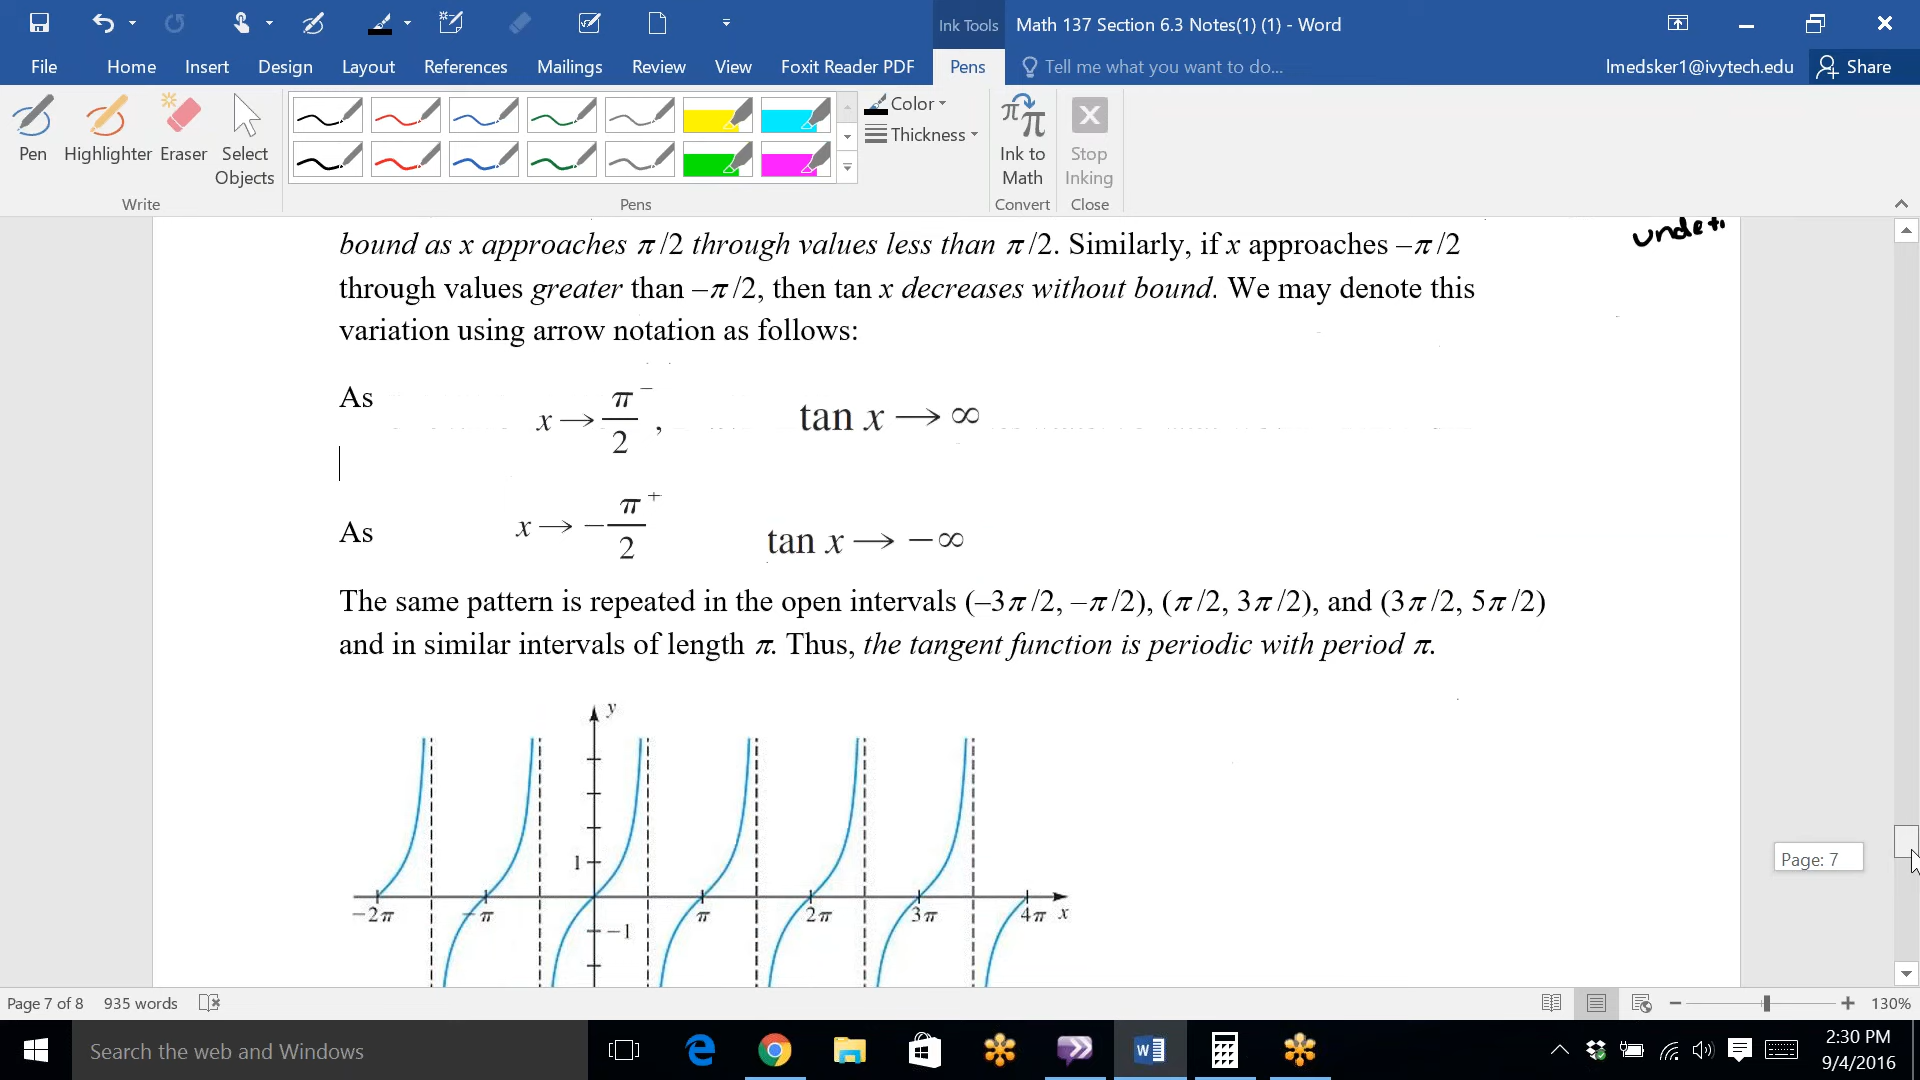 Ink Tools
Math 137 Section 6.3 Notes(1) (1) - Word
File Home Insert Design Layout References Mailings Review View Foxit Reader PDF Pens Tell me what you want to do... lmedsker1@ivytech.edu Share
Pen Highlighter Eraser Select Objects
Color
Thickness
Ink to Math
Stop Inking
Write Pens Convert Close
bound as x approaches π/2 through values less than π/2. Similarly, if x approaches –π/2
through values greater than –π/2, then tan x decreases without bound. We may denote this
variation using arrow notation as follows:
As x → π/2⁻, tan x → ∞
As x → −π/2⁺ tan x → −∞
The same pattern is repeated in the open intervals (–3π/2, –π/2), (π/2, 3π/2), and (3π/2, 5π/2)
and in similar intervals of length π. Thus, the tangent function is periodic with period π.
y
1
−2π −π π 2π 3π 4π x
−1
Page: 7
Page 7 of 8 935 words 130%
Search the web and Windows
2:30 PM
9/4/2016